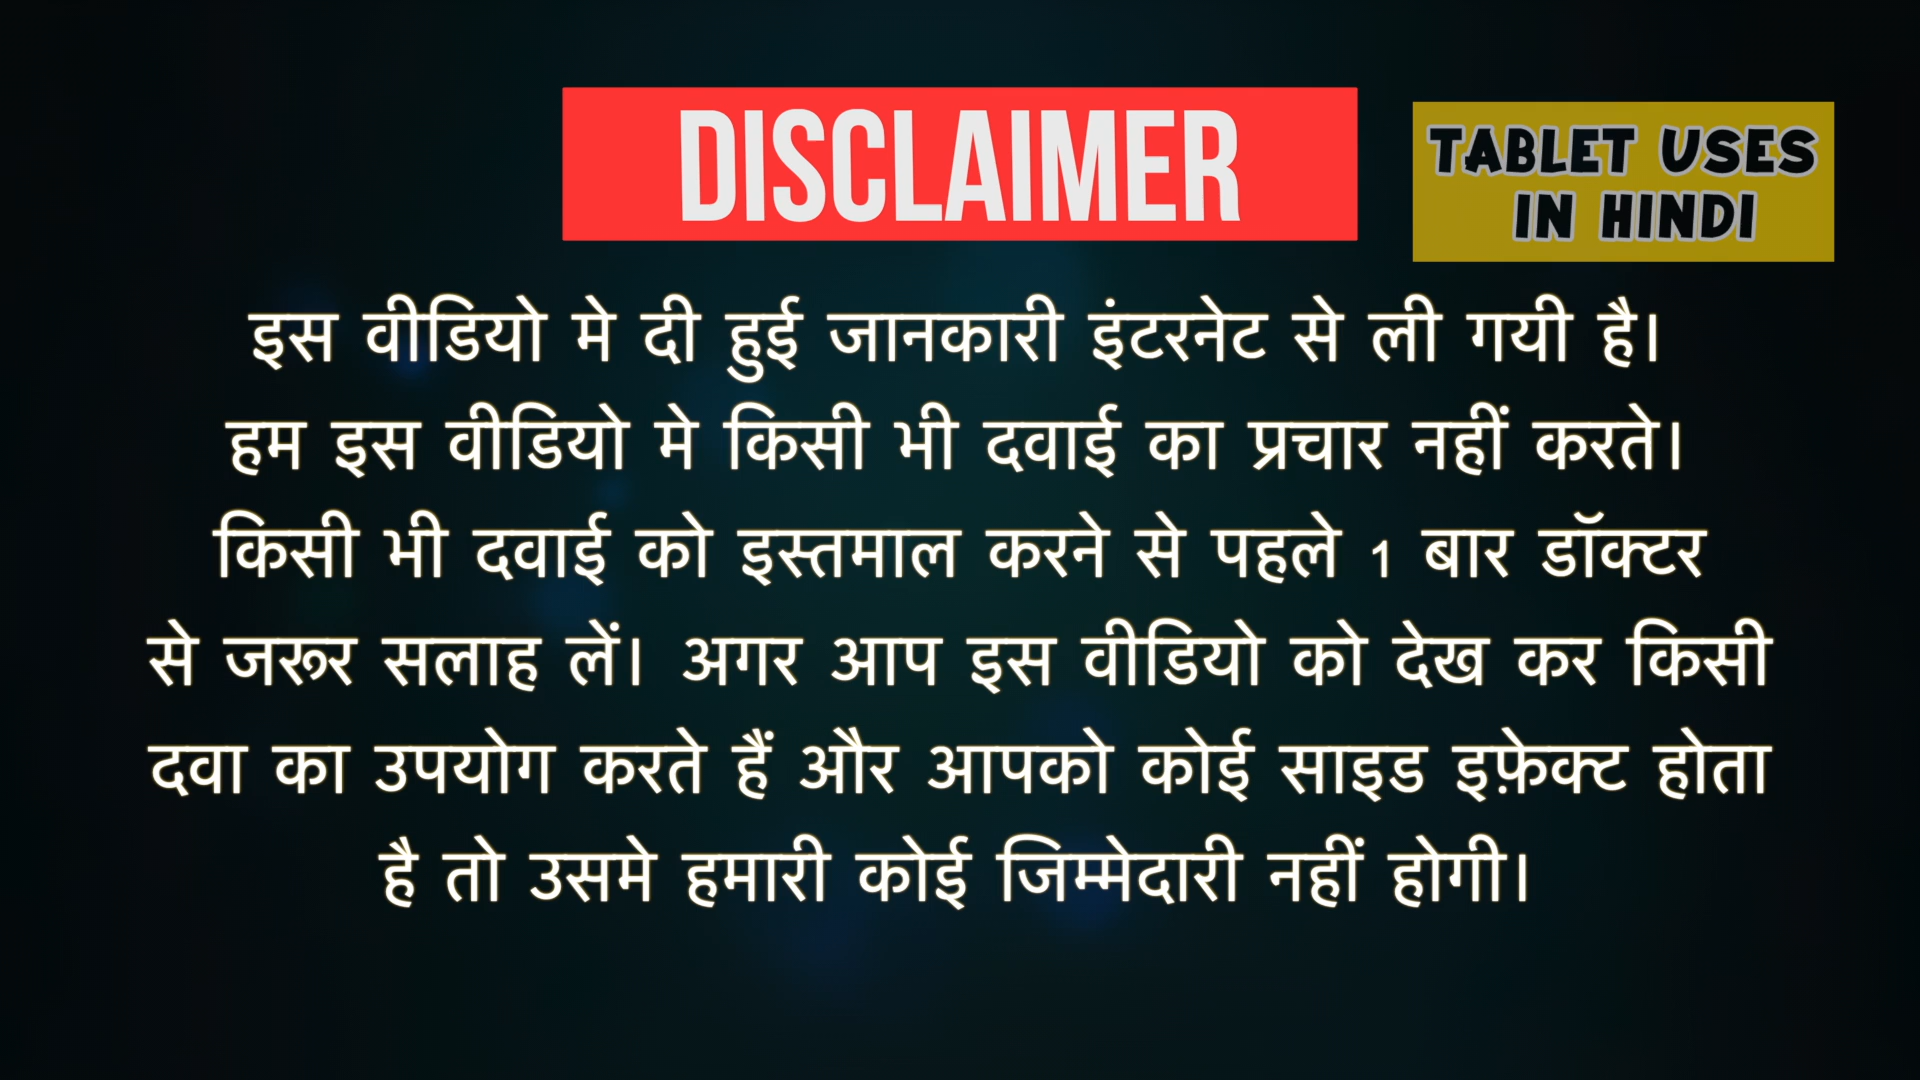 DISCLAIMER
TABLET USES
IN HINDI
इस वीडियो मे दी हुई जानकारी इंटरनेट से ली गयी है।
हम इस वीडियो मे किसी भी दवाई का प्रचार नहीं करते।
किसी भी दवाई को इस्तमाल करने से पहले 1 बार डॉक्टर
से जरूर सलाह लें। अगर आप इस वीडियो को देख कर किसी
दवा का उपयोग करते हैं और आपको कोई साइड इफ़ेक्ट होता
है तो उसमे हमारी कोई जिम्मेदारी नहीं होगी।